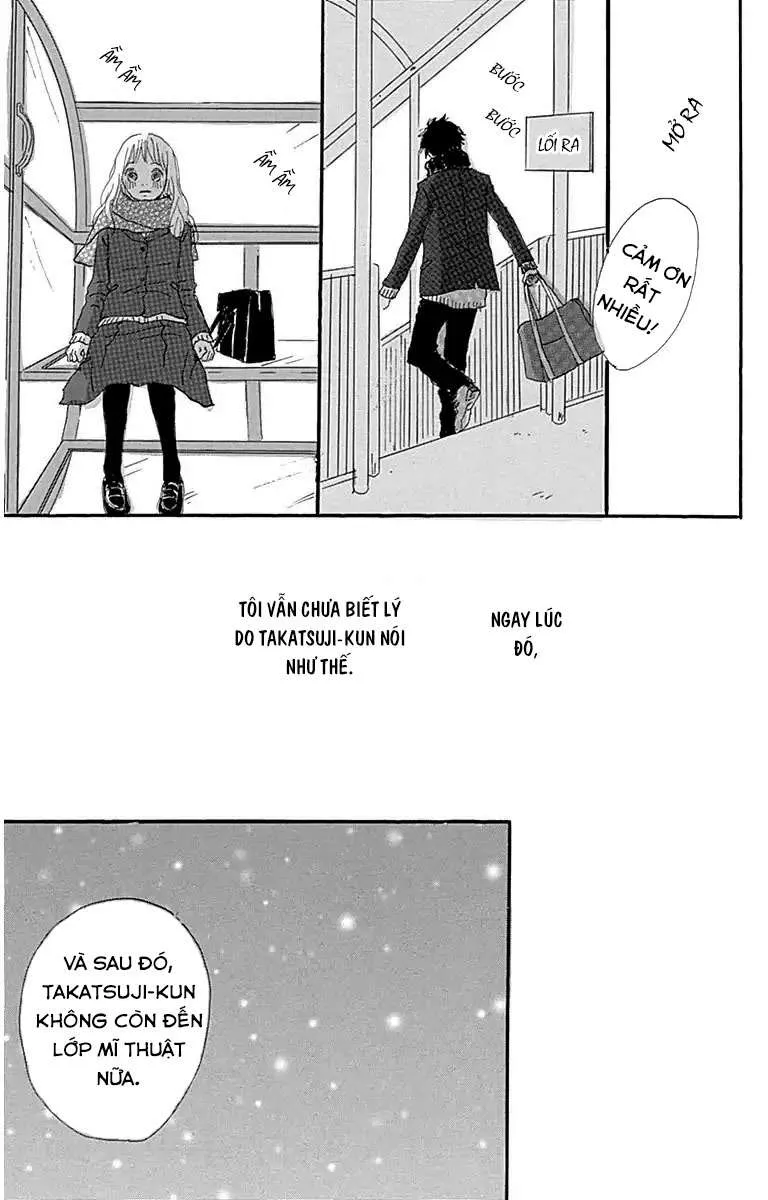 MỞ RA
CẢM ƠN
RẤT
NHIỀU!
BƯỚC
BƯỚC
LỐI RA
ẦM ẦM
ẦM ẦM
NGAY LÚC
ĐÓ,
TÔI VẪN CHƯA BIẾT LÝ
DO TAKATSUJI-KUN NÓI
NHƯ THẾ.
VÀ SAU ĐÓ,
TAKATSUJI-KUN
KHÔNG CÒN ĐẾN
LỚP MĨ THUẬT
NỮA.